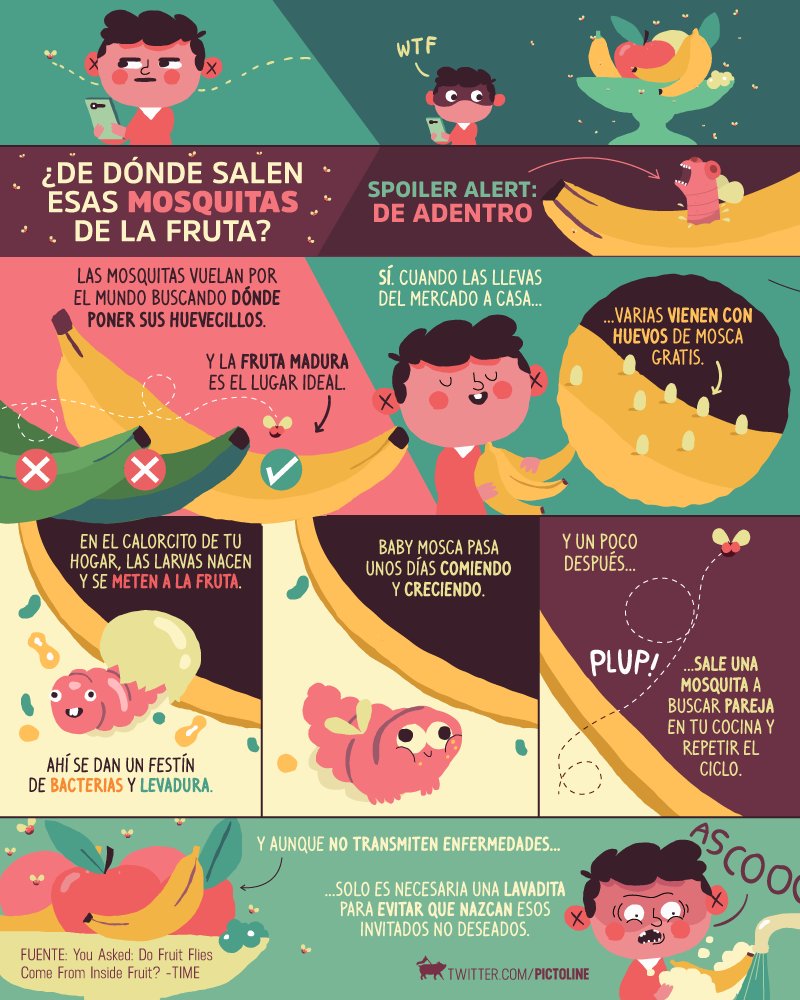 WTF
¿DE DÓNDE SALEN
ESAS MOSQUITAS
DE LA FRUTA?
SPOILER ALERT:
DE ADENTRO
LAS MOSQUITAS VUELAN POR
EL MUNDO BUSCANDO DÓNDE
PONER SUS HUEVECILLOS.
Y LA FRUTA MADURA
ES EL LUGAR IDEAL.
SÍ. CUANDO LAS LLEVAS
DEL MERCADO A CASA...
...VARIAS VIENEN CON
HUEVOS DE MOSCA
GRATIS.
EN EL CALORCITO DE TU
HOGAR, LAS LARVAS NACEN
Y SE METEN A LA FRUTA.
AHÍ SE DAN UN FESTÍN
DE BACTERIAS Y LEVADURA.
BABY MOSCA PASA
UNOS DÍAS COMIENDO
Y CRECIENDO.
Y UN POCO
DESPUÉS...
PLUP!
...SALE UNA
MOSQUITA A
BUSCAR PAREJA
EN TU COCINA Y
REPETIR EL
CICLO.
Y AUNQUE NO TRANSMITEN ENFERMEDADES...
...SOLO ES NECESARIA UNA LAVADITA
PARA EVITAR QUE NAZCAN ESOS
INVITADOS NO DESEADOS.
ASCOOO
FUENTE: You Asked: Do Fruit Flies
Come From Inside Fruit? -TIME
TWITTER.COM/PICTOLINE